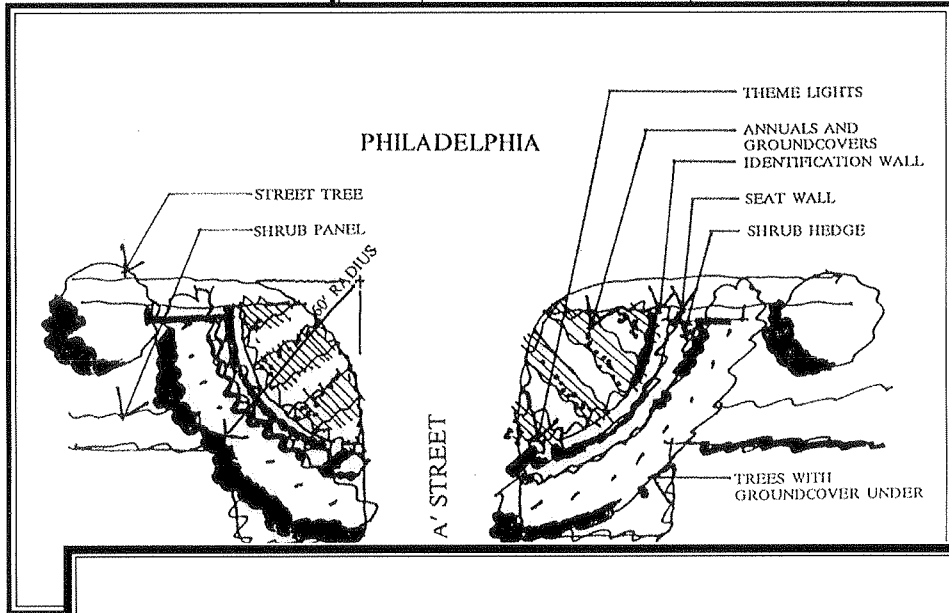 THEME LIGHTS
PHILADELPHIA
ANNUALS AND
GROUNDCOVERS
IDENTIFICATION WALL
STREET TREE
SEAT WALL
SHRUB PANEL
SHRUB HEDGE
60' RADIUS
A' STREET
TREES WITH
GROUNDCOVER UNDER